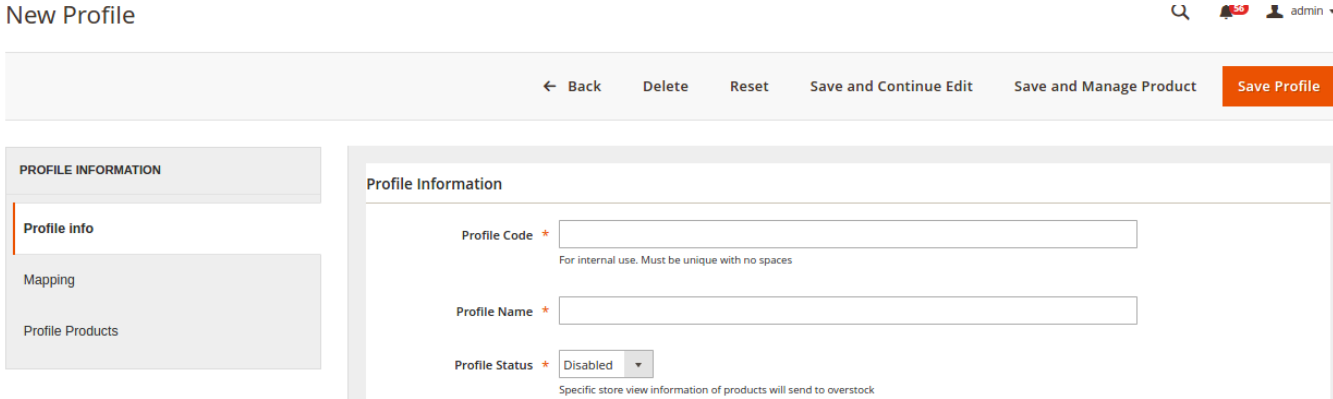 New Profile
56
admin
← Back Delete Reset Save and Continue Edit Save and Manage Product Save Profile
PROFILE INFORMATION
Profile info
Mapping
Profile Products
Profile Information
Profile Code *
For internal use. Must be unique with no spaces
Profile Name *
Profile Status * Disabled
Specific store view information of products will send to overstock